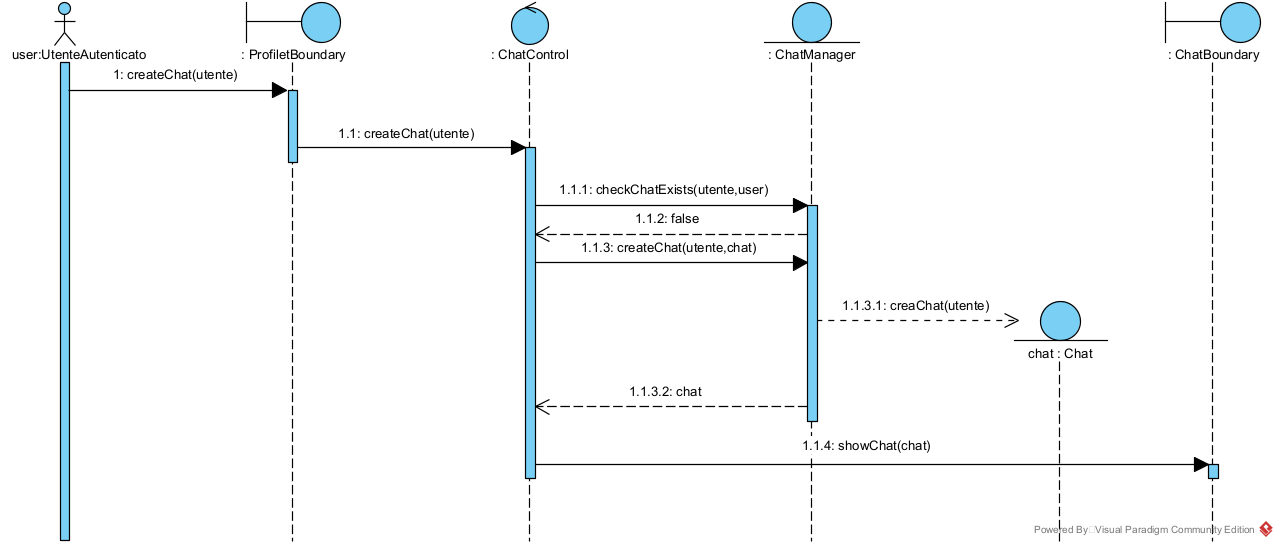 user:UtenteAutenticato
: ProfiletBoundary
: ChatControl
: ChatManager
: ChatBoundary
1: createChat(utente)
1.1: createChat(utente)
1.1.1: checkChatExists(utente,user)
1.1.2: false
1.1.3: createChat(utente,chat)
1.1.3.1: creaChat(utente)
chat : Chat
1.1.3.2: chat
1.1.4: showChat(chat)
Powered By Visual Paradigm Community Edition